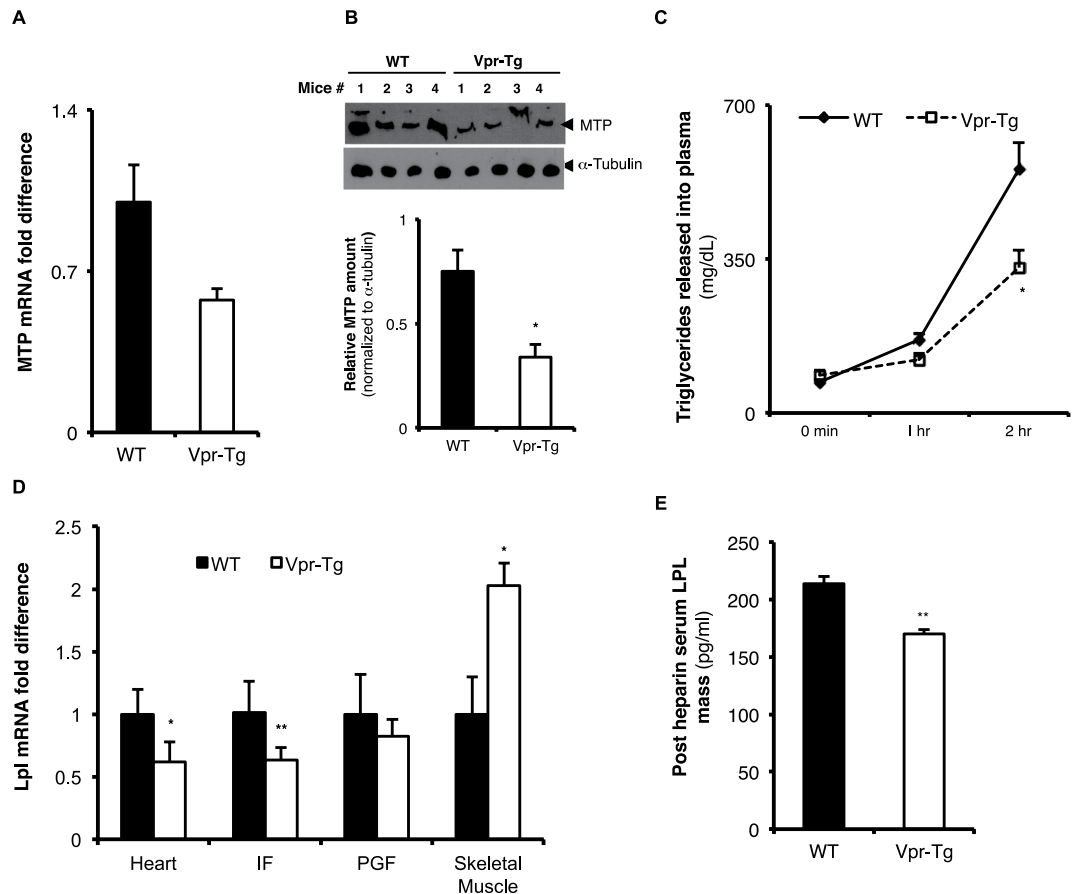 A
MTP mRNA fold difference
1.4
0.7
0
WT
Vpr-Tg
B
WT
Vpr-Tg
Mice #
1 2 3 4 1 2 3 4
MTP
α-Tubulin
Relative MTP amount
(normalized to α-tubulin)
1
0.5
0
*
WT
Vpr-Tg
C
Triglycerides released into plasma
(mg/dL)
700
350
0
WT
Vpr-Tg
*
0 min
I hr
2 hr
D
Lpl mRNA fold difference
2.5
2
1.5
1
0.5
0
WT
Vpr-Tg
*
**
*
Heart
IF
PGF
Skeletal
Muscle
E
Post heparin serum LPL
mass (pg/ml)
250
200
150
100
50
0
**
WT
Vpr-Tg